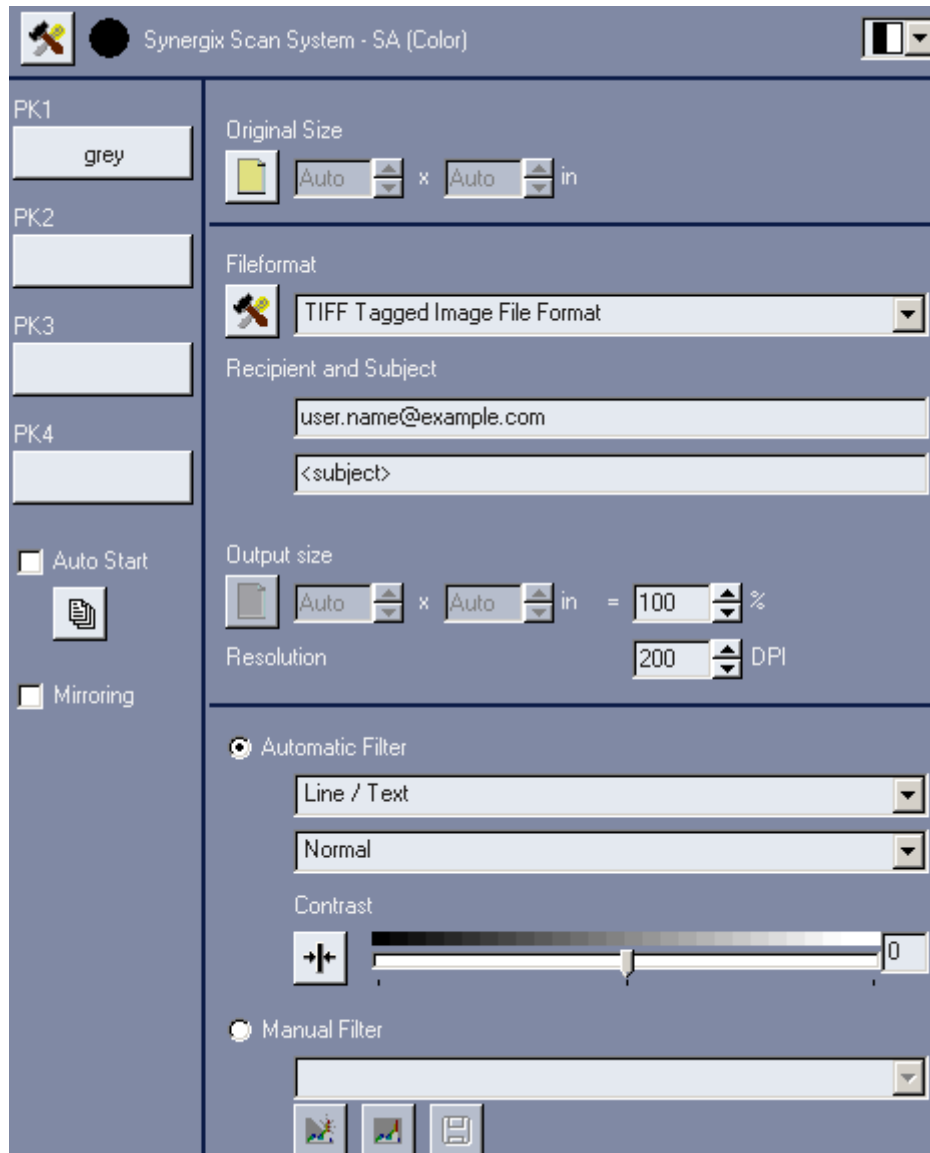 Synergix Scan System - SA (Color)
PK1
grey
PK2
PK3
PK4
Auto Start
Mirroring
Original Size
Auto x Auto in
Fileformat
TIFF Tagged Image File Format
Recipient and Subject
user.name@example.com
<subject>
Output size
Auto x Auto in = 100 %
Resolution 200 DPI
Automatic Filter
Line / Text
Normal
Contrast
0
Manual Filter